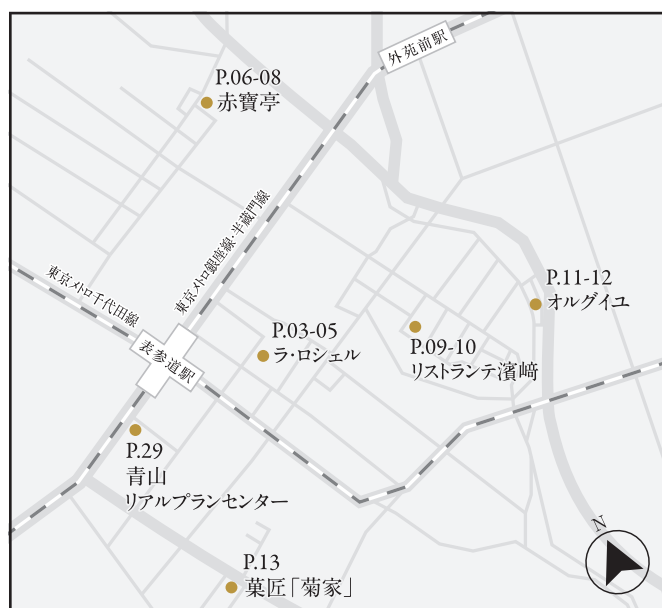 外苑前駅
P.06-08
赤寶亭
東京メトロ銀座線・半蔵門線
東京メトロ千代田線
表参道駅
P.03-05
ラ・ロシェル
P.09-10
リストランテ濱﨑
P.11-12
オルグイユ
P.29
青山
リアルプランセンター
P.13
菓匠「菊家」
N